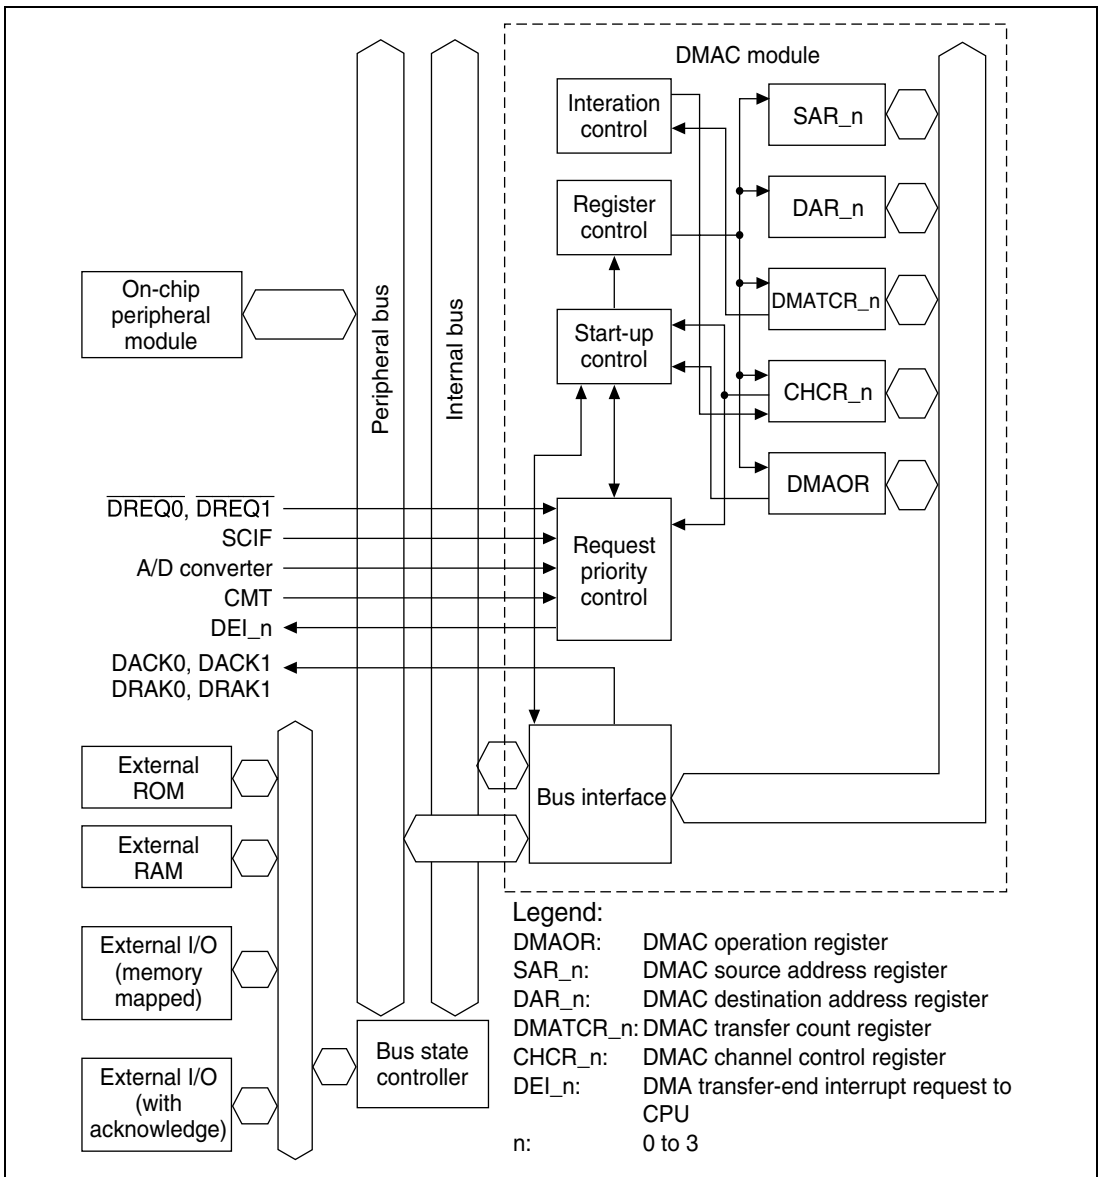 DMAC module
Interation
control
SAR_n
Register
control
DAR_n
On-chip
peripheral
module
Peripheral bus
Internal bus
DMATCR_n
Start-up
control
CHCR_n
DMAOR
DREQ0, DREQ1
SCIF
A/D converter
CMT
DEI_n
Request
priority
control
DACK0, DACK1
DRAK0, DRAK1
External
ROM
Bus interface
External
RAM
External I/O
(memory
mapped)
Bus state
controller
External I/O
(with
acknowledge)
Legend:
DMAOR: DMAC operation register
SAR_n: DMAC source address register
DAR_n: DMAC destination address register
DMATCR_n: DMAC transfer count register
CHCR_n: DMAC channel control register
DEI_n: DMA transfer-end interrupt request to
CPU
n: 0 to 3